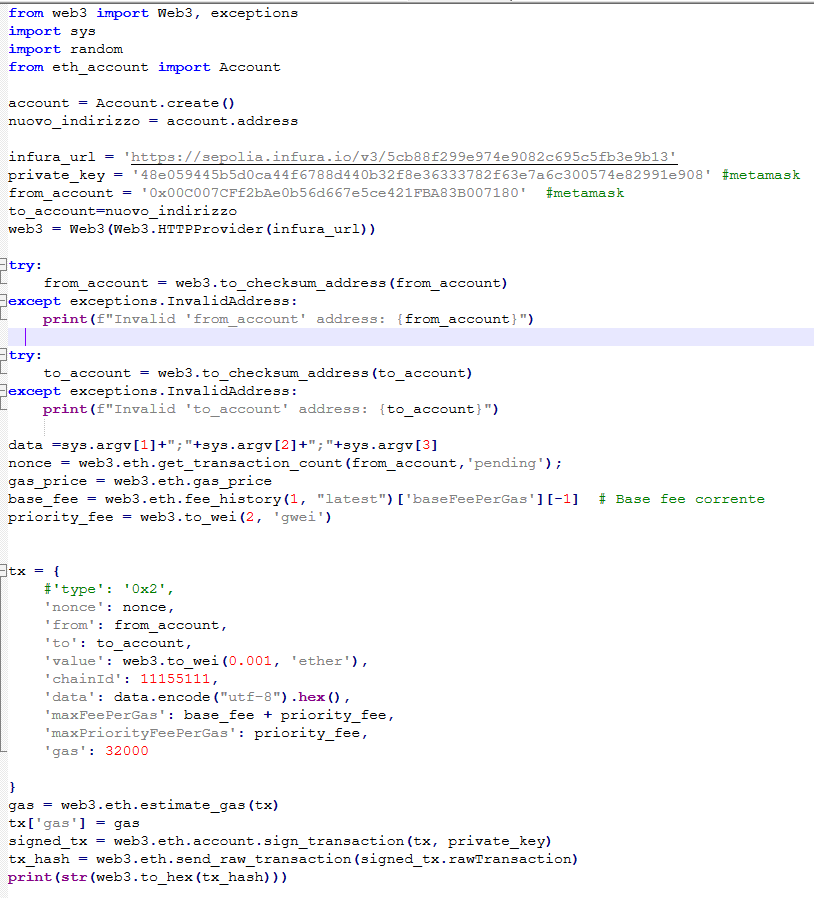 from web3 import Web3, exceptions
import sys
import random
from eth_account import Account
account = Account.create()
nuovo_indirizzo = account.address
infura_url = 'https://sepolia.infura.io/v3/5cb88f299e974e9082c695c5fb3e9b13'
private_key = '48e059445b5d0ca44f6788d440b32f8e36333782f63e7a6c300574e82991e908' #metamask
from_account = '0x00C007CFf2bAe0b56d667e5ce421FBA83B007180'  #metamask
to_account=nuovo_indirizzo
web3 = Web3(Web3.HTTPProvider(infura_url))
try:
    from_account = web3.to_checksum_address(from_account)
except exceptions.InvalidAddress:
    print(f"Invalid 'from_account' address: {from_account}")
try:
    to_account = web3.to_checksum_address(to_account)
except exceptions.InvalidAddress:
    print(f"Invalid 'to_account' address: {to_account}")
data =sys.argv[1]+";"+sys.argv[2]+";"+sys.argv[3]
nonce = web3.eth.get_transaction_count(from_account,'pending');
gas_price = web3.eth.gas_price
base_fee = web3.eth.fee_history(1, "latest")['baseFeePerGas'][-1]  # Base fee corrente
priority_fee = web3.to_wei(2, 'gwei')
tx = {
    #'type': '0x2',
    'nonce': nonce,
    'from': from_account,
    'to': to_account,
    'value': web3.to_wei(0.001, 'ether'),
    'chainId': 11155111,
    'data': data.encode("utf-8").hex(),
    'maxFeePerGas': base_fee + priority_fee,
    'maxPriorityFeePerGas': priority_fee,
    'gas': 32000
}
gas = web3.eth.estimate_gas(tx)
tx['gas'] = gas
signed_tx = web3.eth.account.sign_transaction(tx, private_key)
tx_hash = web3.eth.send_raw_transaction(signed_tx.rawTransaction)
print(str(web3.to_hex(tx_hash)))